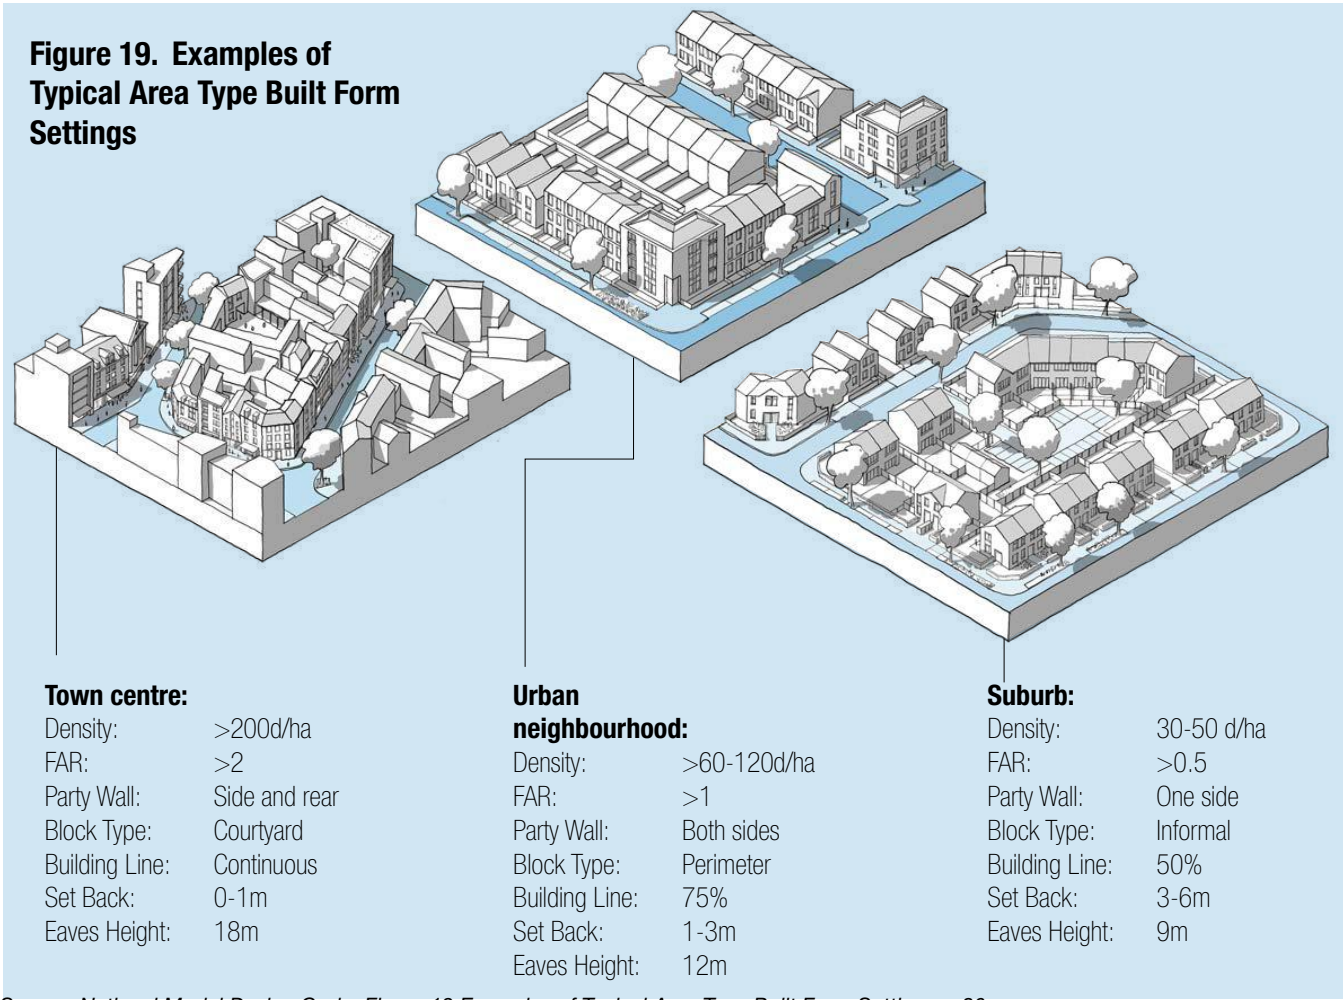 Figure 19. Examples of
Typical Area Type Built Form
Settings
Town centre:
Density: >200d/ha
FAR: >2
Party Wall: Side and rear
Block Type: Courtyard
Building Line: Continuous
Set Back: 0-1m
Eaves Height: 18m
Urban
neighbourhood:
Density: >60-120d/ha
FAR: >1
Party Wall: Both sides
Block Type: Perimeter
Building Line: 75%
Set Back: 1-3m
Eaves Height: 12m
Suburb:
Density: 30-50 d/ha
FAR: >0.5
Party Wall: One side
Block Type: Informal
Building Line: 50%
Set Back: 3-6m
Eaves Height: 9m